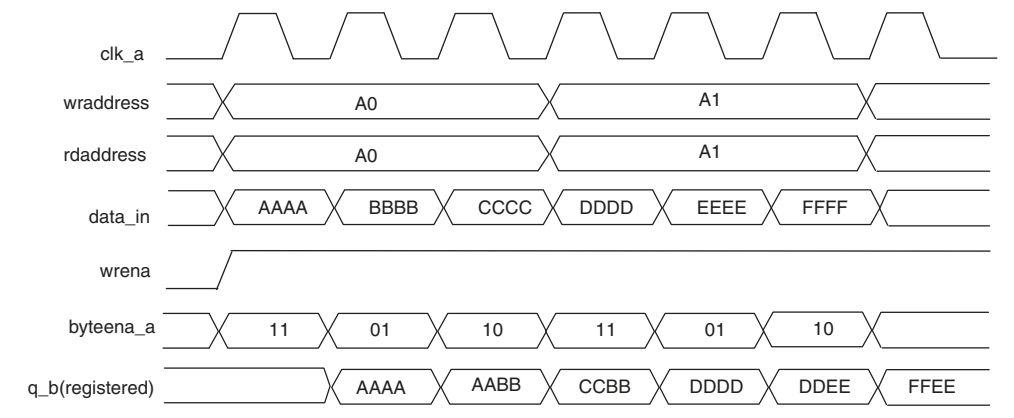 clk_a
wraddress A0 A1
rdaddress A0 A1
data_in AAAA BBBB CCCC DDDD EEEE FFFF
wrena
byteena_a 11 01 10 11 01 10
q_b(registered) AAAA AABB CCBB DDDD DDEE FFEE